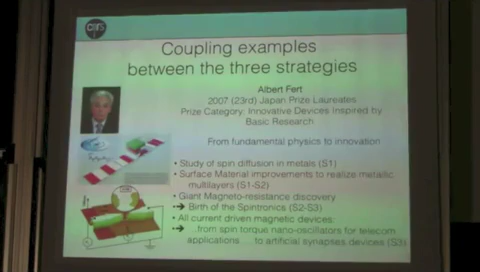 cnrs
Coupling examples
between the three strategies
Albert Fert
2007 (23rd) Japan Prize Laureates
Prize Category: Innovative Devices Inspired by
Basic Research
From fundamental physics to innovation
• Study of spin diffusion in metals (S1)
• Surface Material improvements to realize metallic
multilayers (S1-S2)
• Giant Magneto-resistance discovery
• ➔ Birth of the Spintronics (S2-S3)
• All current driven magnetic devices:
➔ ...from spin torque nano-oscillators for telecom
applications.... to artificial synapses devices (S3)